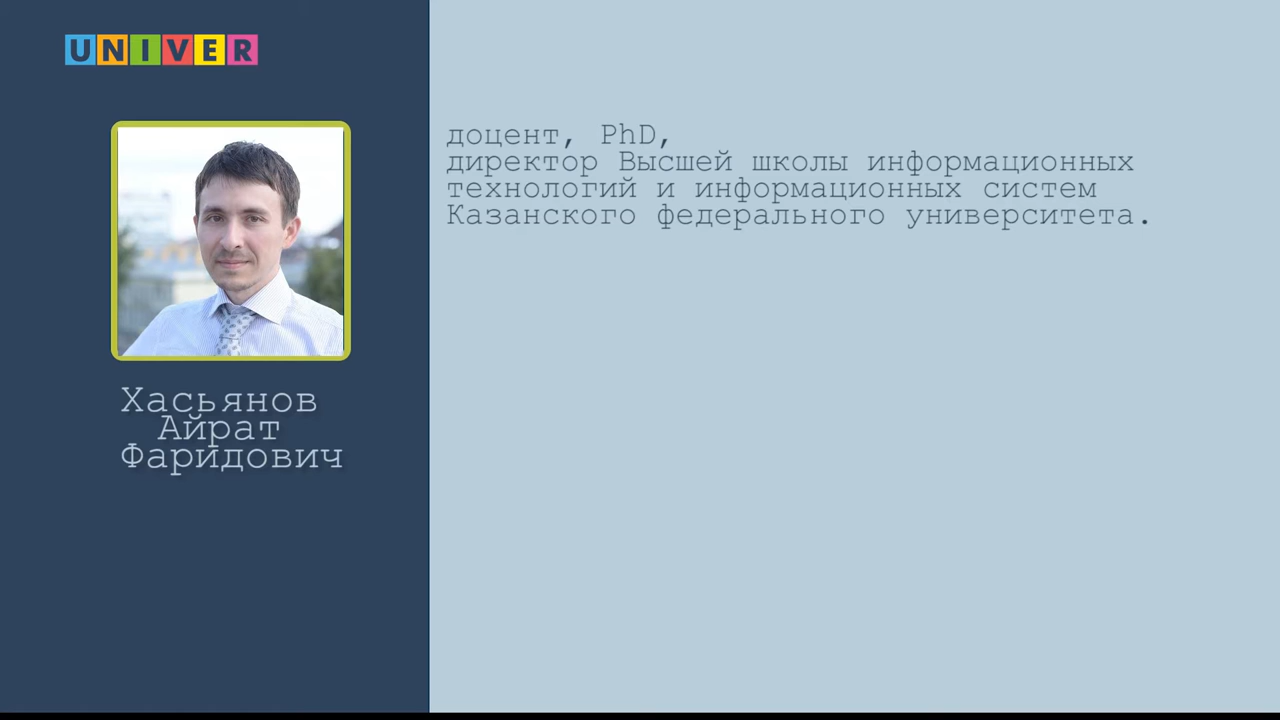 UNIVER
Хасьянов
Айрат
Фаридович
доцент, PhD,
директор Высшей школы информационных
технологий и информационных систем
Казанского федерального университета.